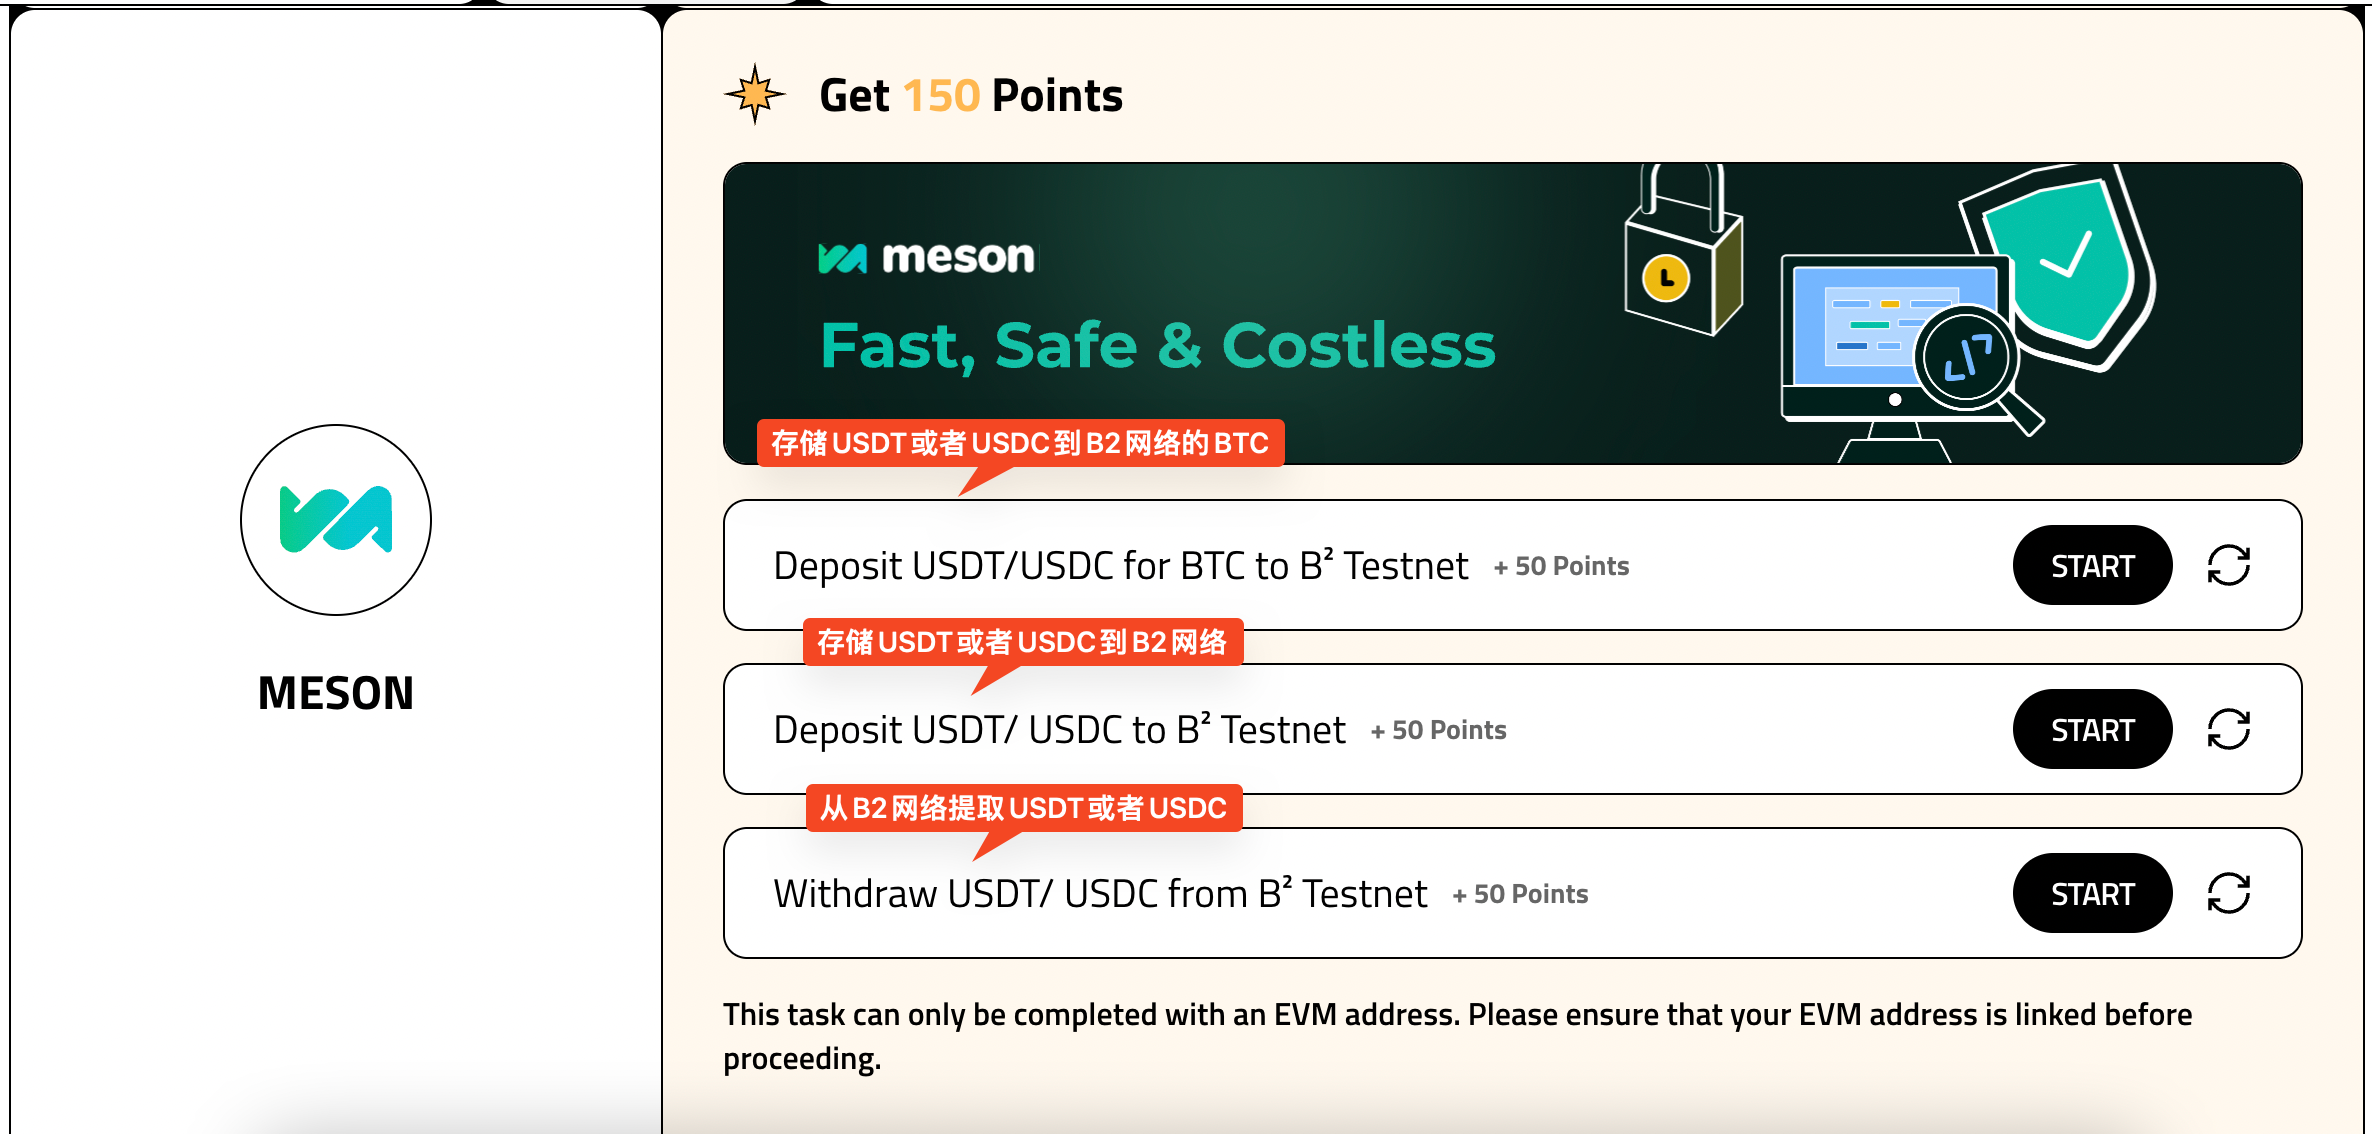 MESON
Get 150 Points
meson
Fast, Safe & Costless
存储USDT或者USDC到B2网络的BTC
Deposit USDT/USDC for BTC to B² Testnet + 50 Points START
存储USDT或者USDC到B2网络
Deposit USDT/ USDC to B² Testnet + 50 Points START
从B2网络提取USDT或者USDC
Withdraw USDT/ USDC from B² Testnet + 50 Points START
This task can only be completed with an EVM address. Please ensure that your EVM address is linked before
proceeding.